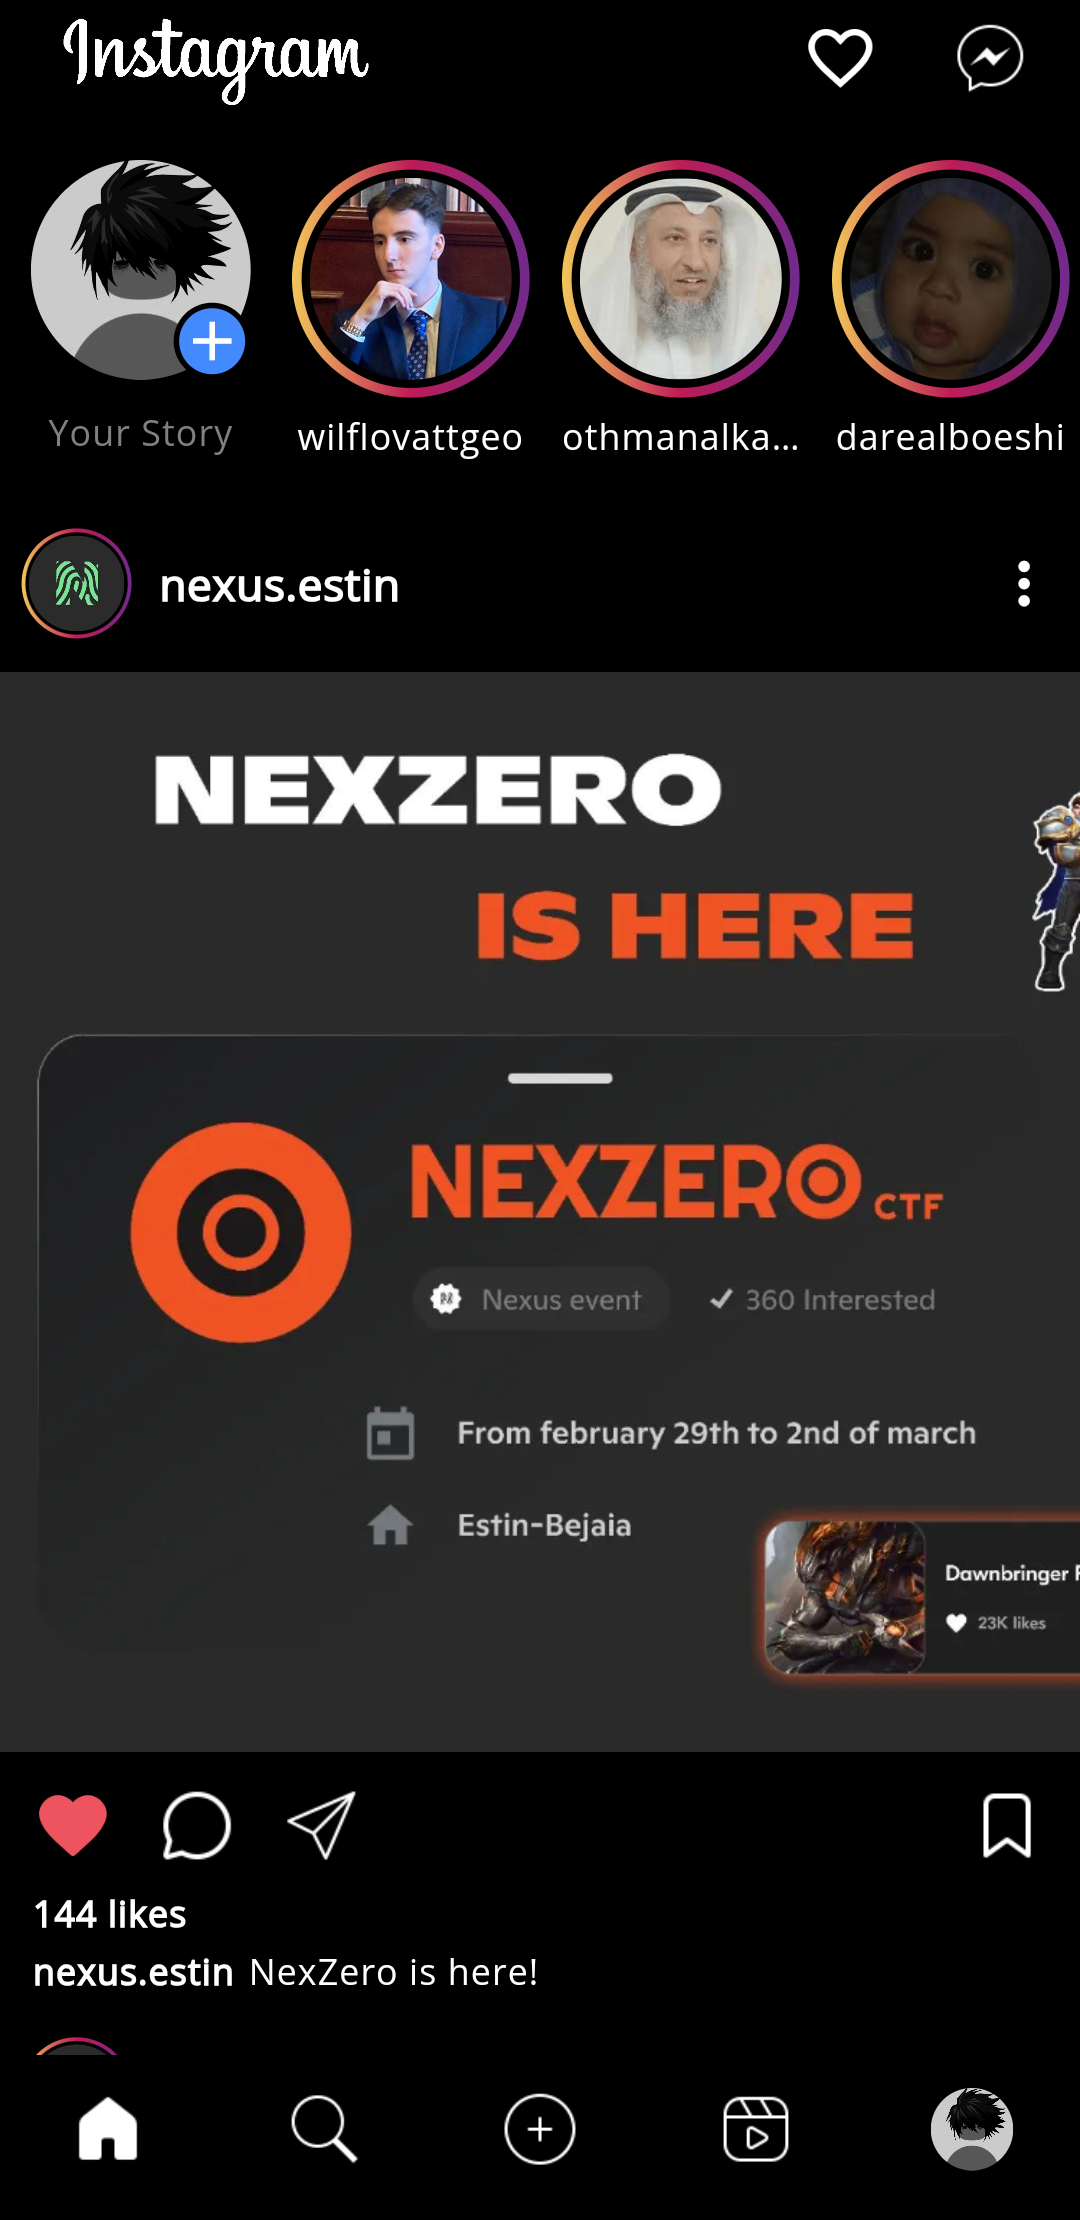 Instagram
Your Story
wilflovattgeo
othmanalka...
darealboeshi
nexus.estin
NEXZERO
IS HERE
NEXZERO CTF
Nexus event
360 Interested
From february 29th to 2nd of march
Estin-Bejaia
Dawnbringer
23K likes
144 likes
nexus.estin NexZero is here!